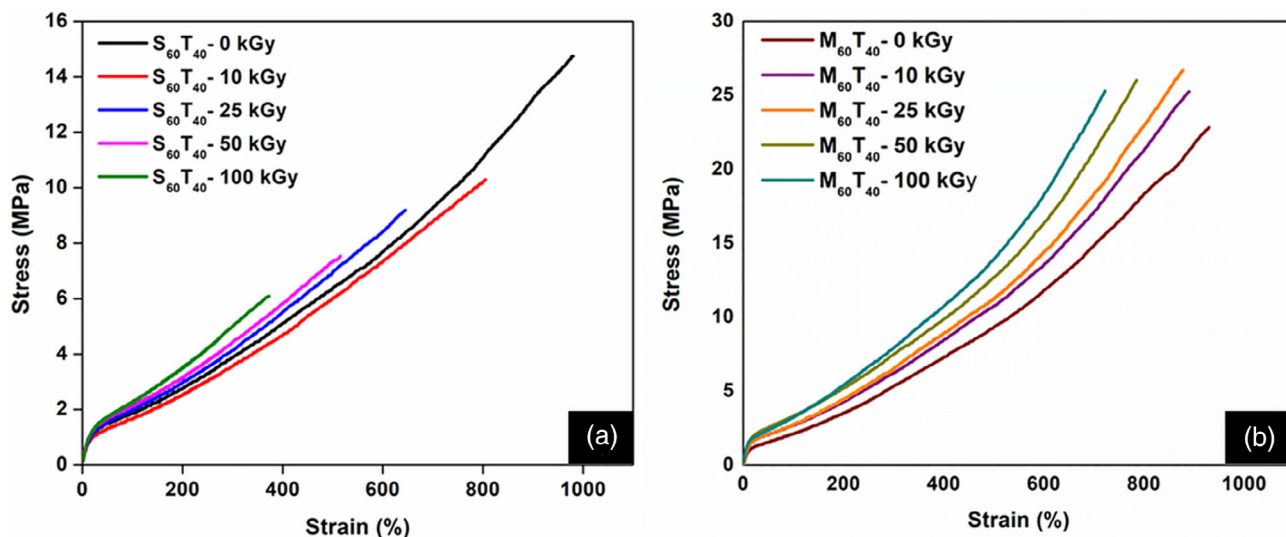 16
14
12
10
8
6
4
2
0
Stress (MPa)
S60T40- 0 kGy
S60T40- 10 kGy
S60T40- 25 kGy
S60T40- 50 kGy
S60T40- 100 kGy
(a)
0 200 400 600 800 1000
Strain (%)
30
25
20
15
10
5
0
Stress (MPa)
M60T40- 0 kGy
M60T40- 10 kGy
M60T40- 25 kGy
M60T40- 50 kGy
M60T40- 100 kGy
(b)
0 200 400 600 800 1000
Strain (%)